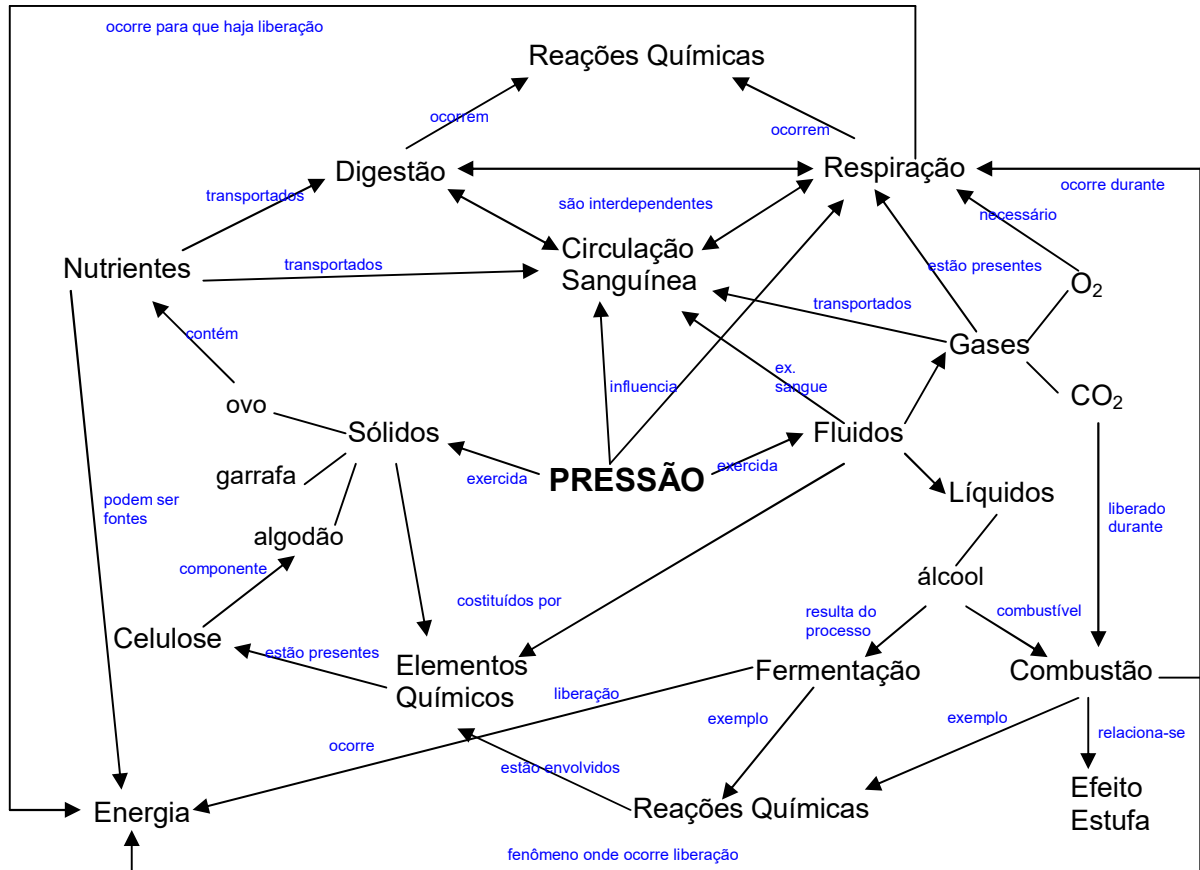 ocorre para que haja liberação
Reações Químicas
ocorrem
ocorrem
Digestão
Respiração
transportados
ocorre durante
são interdependentes
necessário
Circulação
Sanguínea
Nutrientes
transportados
estão presentes
O₂
transportados
contém
Gases
ex.
sangue
influencia
CO₂
ovo
Sólidos
Fluidos
garrafa
exercida
PRESSÃO
exercida
Líquidos
podem ser
fontes
liberado
durante
algodão
componente
álcool
costituídos por
resulta do
processo
combustível
Celulose
estão presentes
Elementos
Químicos
Fermentação
Combustão
liberação
exemplo
exemplo
relaciona-se
ocorre
estão envolvidos
Energia
Reações Químicas
Efeito
Estufa
fenômeno onde ocorre liberação